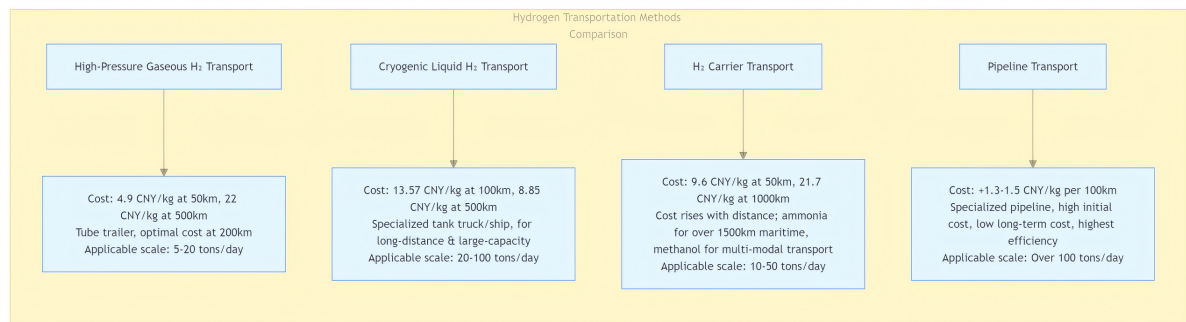 Hydrogen Transportation Methods
Comparison
High-Pressure Gaseous H₂ Transport
Cryogenic Liquid H₂ Transport
H₂ Carrier Transport
Pipeline Transport
Cost: 4.9 CNY/kg at 50km, 22
CNY/kg at 500km
Tube trailer, optimal cost at 200km
Applicable scale: 5-20 tons/day
Cost: 13.57 CNY/kg at 100km, 8.85
CNY/kg at 500km
Specialized tank truck/ship, for
long-distance & large-capacity
Applicable scale: 20-100 tons/day
Cost: 9.6 CNY/kg at 50km, 21.7
CNY/kg at 1000km
Cost rises with distance; ammonia
for over 1500km maritime,
methanol for multi-modal transport
Applicable scale: 10-50 tons/day
Cost: +1.3-1.5 CNY/kg per 100km
Specialized pipeline, high initial
cost, low long-term cost, highest
efficiency
Applicable scale: Over 100 tons/day